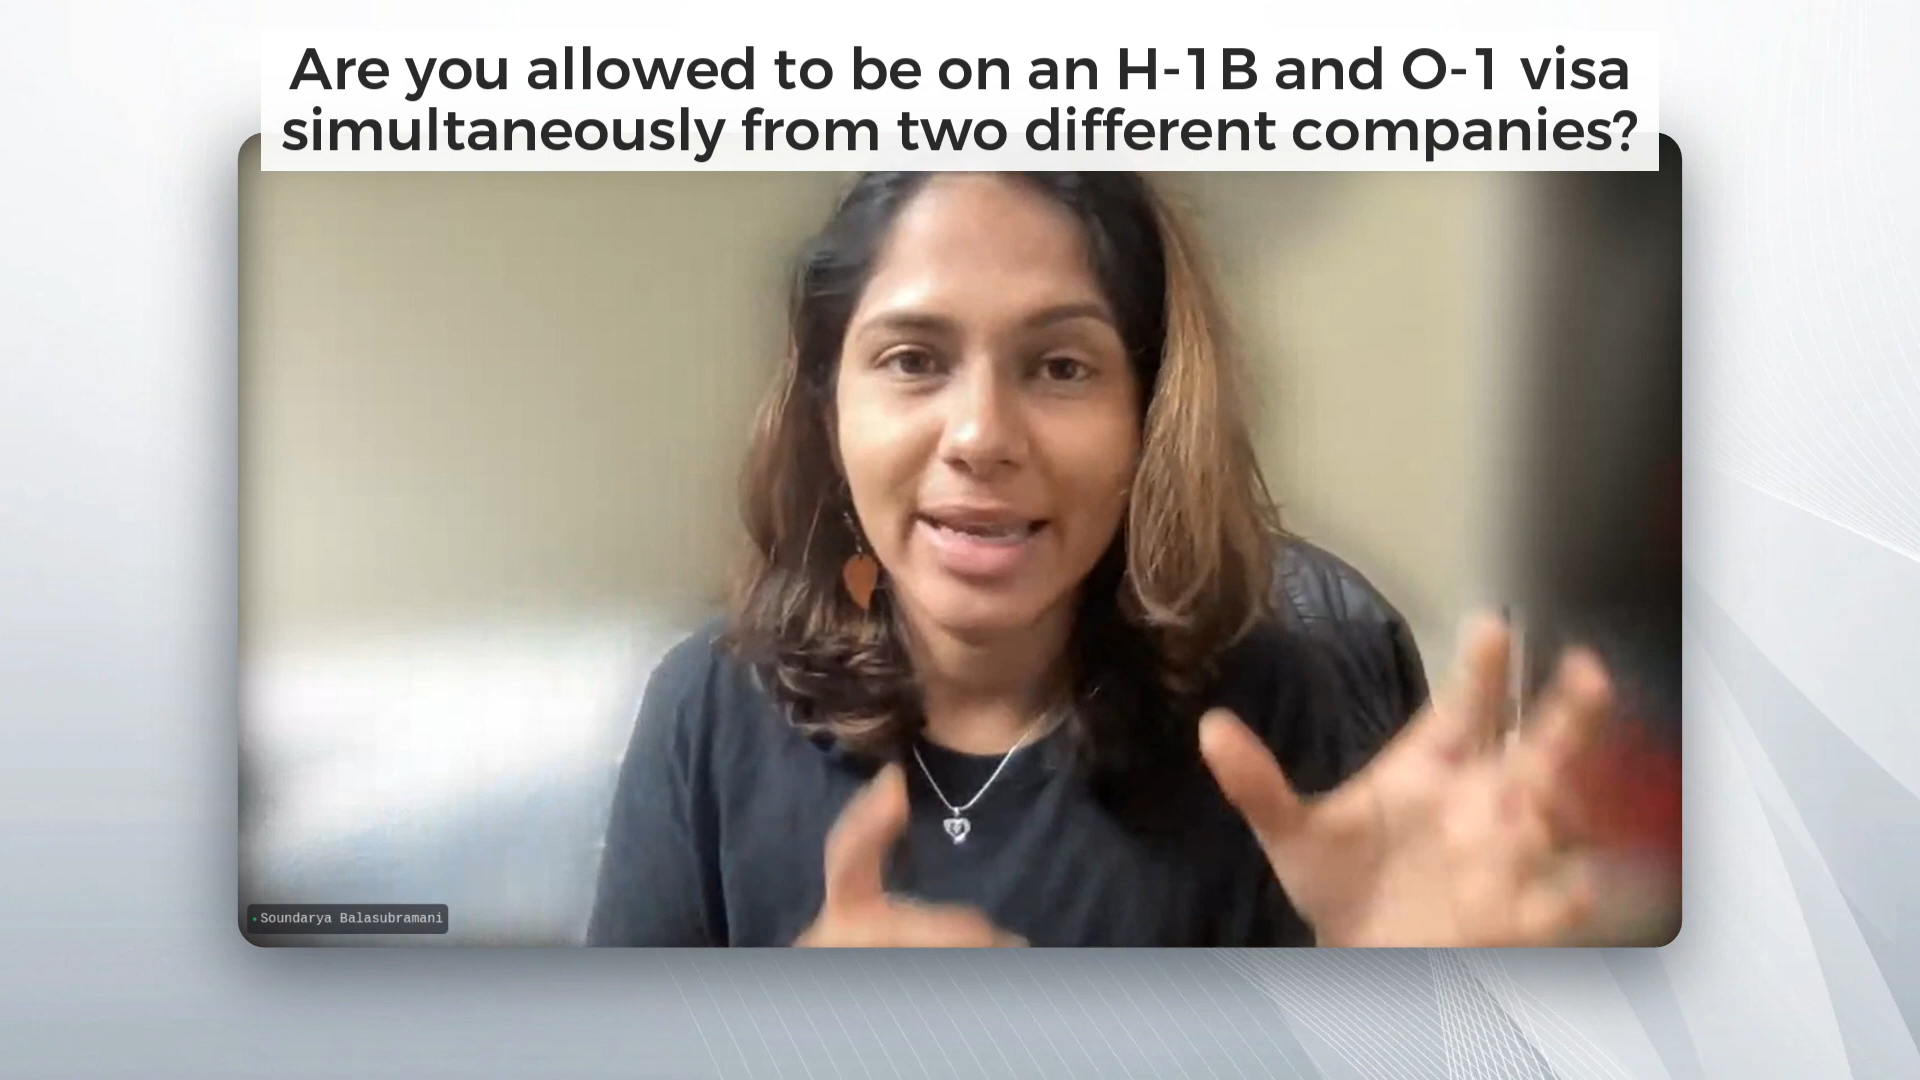 Are you allowed to be on an H-1B and O-1 visa
simultaneously from two different companies?
Soundarya Balasubramani